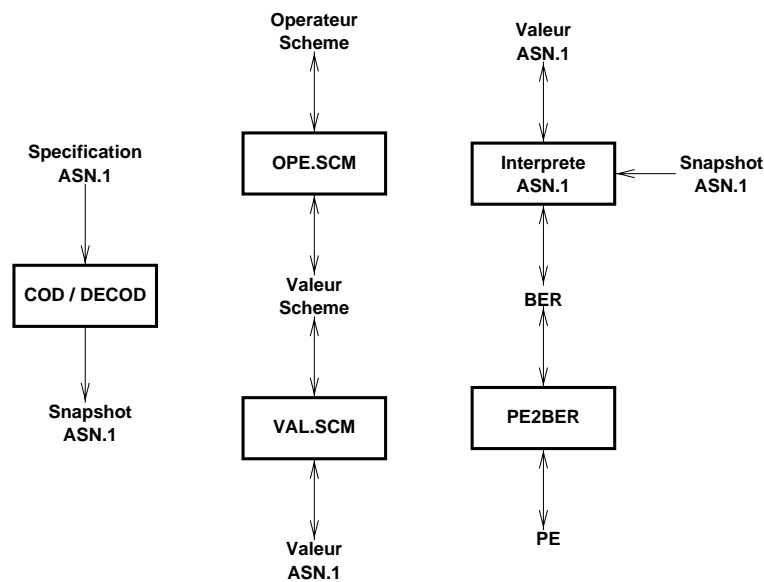 Specification
ASN.1
COD / DECOD
Snapshot
ASN.1
Operateur
Scheme
OPE.SCM
Valeur
Scheme
VAL.SCM
Valeur
ASN.1
Valeur
ASN.1
Interprete
ASN.1
Snapshot
ASN.1
BER
PE2BER
PE